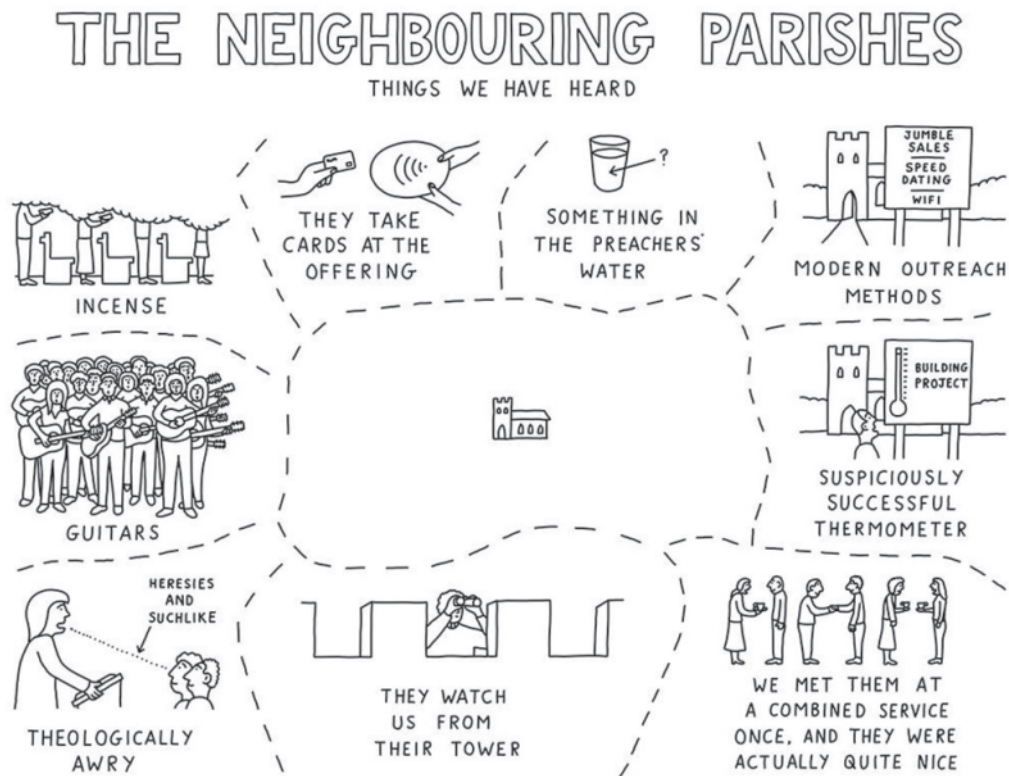 THE NEIGHBOURING PARISHES
THINGS WE HAVE HEARD
INCENSE
THEY TAKE
CARDS AT THE
OFFERING
?
SOMETHING IN
THE PREACHERS'
WATER
JUMBLE
SALES
SPEED
DATING
WIFI
MODERN OUTREACH
METHODS
GUITARS
BUILDING
PROJECT
SUSPICIOUSLY
SUCCESSFUL
THERMOMETER
HERESIES
AND
SUCHLIKE
THEOLOGICALLY
AWRY
THEY WATCH
US FROM
THEIR TOWER
WE MET THEM AT
A COMBINED SERVICE
ONCE, AND THEY WERE
ACTUALLY QUITE NICE